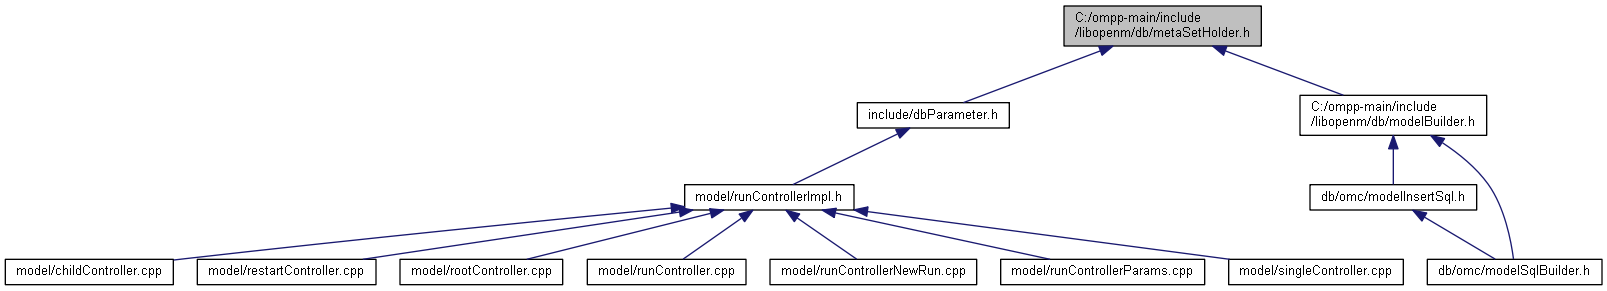 C:/ompp-main/include
/libopenm/db/metaSetHolder.h
include/dbParameter.h
C:/ompp-main/include
/libopenm/db/modelBuilder.h
model/runControllerImpl.h
db/omc/modelInsertSql.h
model/childController.cpp
model/restartController.cpp
model/rootController.cpp
model/runController.cpp
model/runControllerNewRun.cpp
model/runControllerParams.cpp
model/singleController.cpp
db/omc/modelSqlBuilder.h